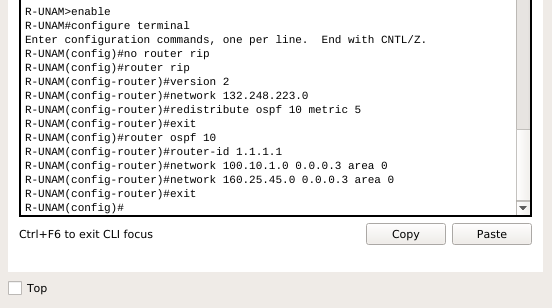 R-UNAM>enable
R-UNAM#configure terminal
Enter configuration commands, one per line.  End with CNTL/Z.
R-UNAM(config)#no router rip
R-UNAM(config)#router rip
R-UNAM(config-router)#version 2
R-UNAM(config-router)#network 132.248.223.0
R-UNAM(config-router)#redistribute ospf 10 metric 5
R-UNAM(config-router)#exit
R-UNAM(config)#router ospf 10
R-UNAM(config-router)#router-id 1.1.1.1
R-UNAM(config-router)#network 100.10.1.0 0.0.0.3 area 0
R-UNAM(config-router)#network 160.25.45.0 0.0.0.3 area 0
R-UNAM(config-router)#exit
R-UNAM(config)#
Ctrl+F6 to exit CLI focus
Copy
Paste
Top